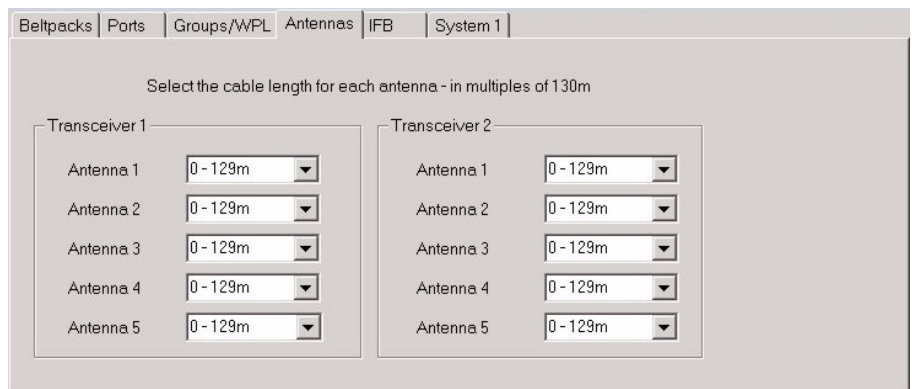 Beltpacks Ports Groups/WPL Antennas IFB System 1
Select the cable length for each antenna - in multiples of 130m
Transceiver 1
Antenna 1 0 - 129m
Antenna 2 0 - 129m
Antenna 3 0 - 129m
Antenna 4 0 - 129m
Antenna 5 0 - 129m
Transceiver 2
Antenna 1 0 - 129m
Antenna 2 0 - 129m
Antenna 3 0 - 129m
Antenna 4 0 - 129m
Antenna 5 0 - 129m